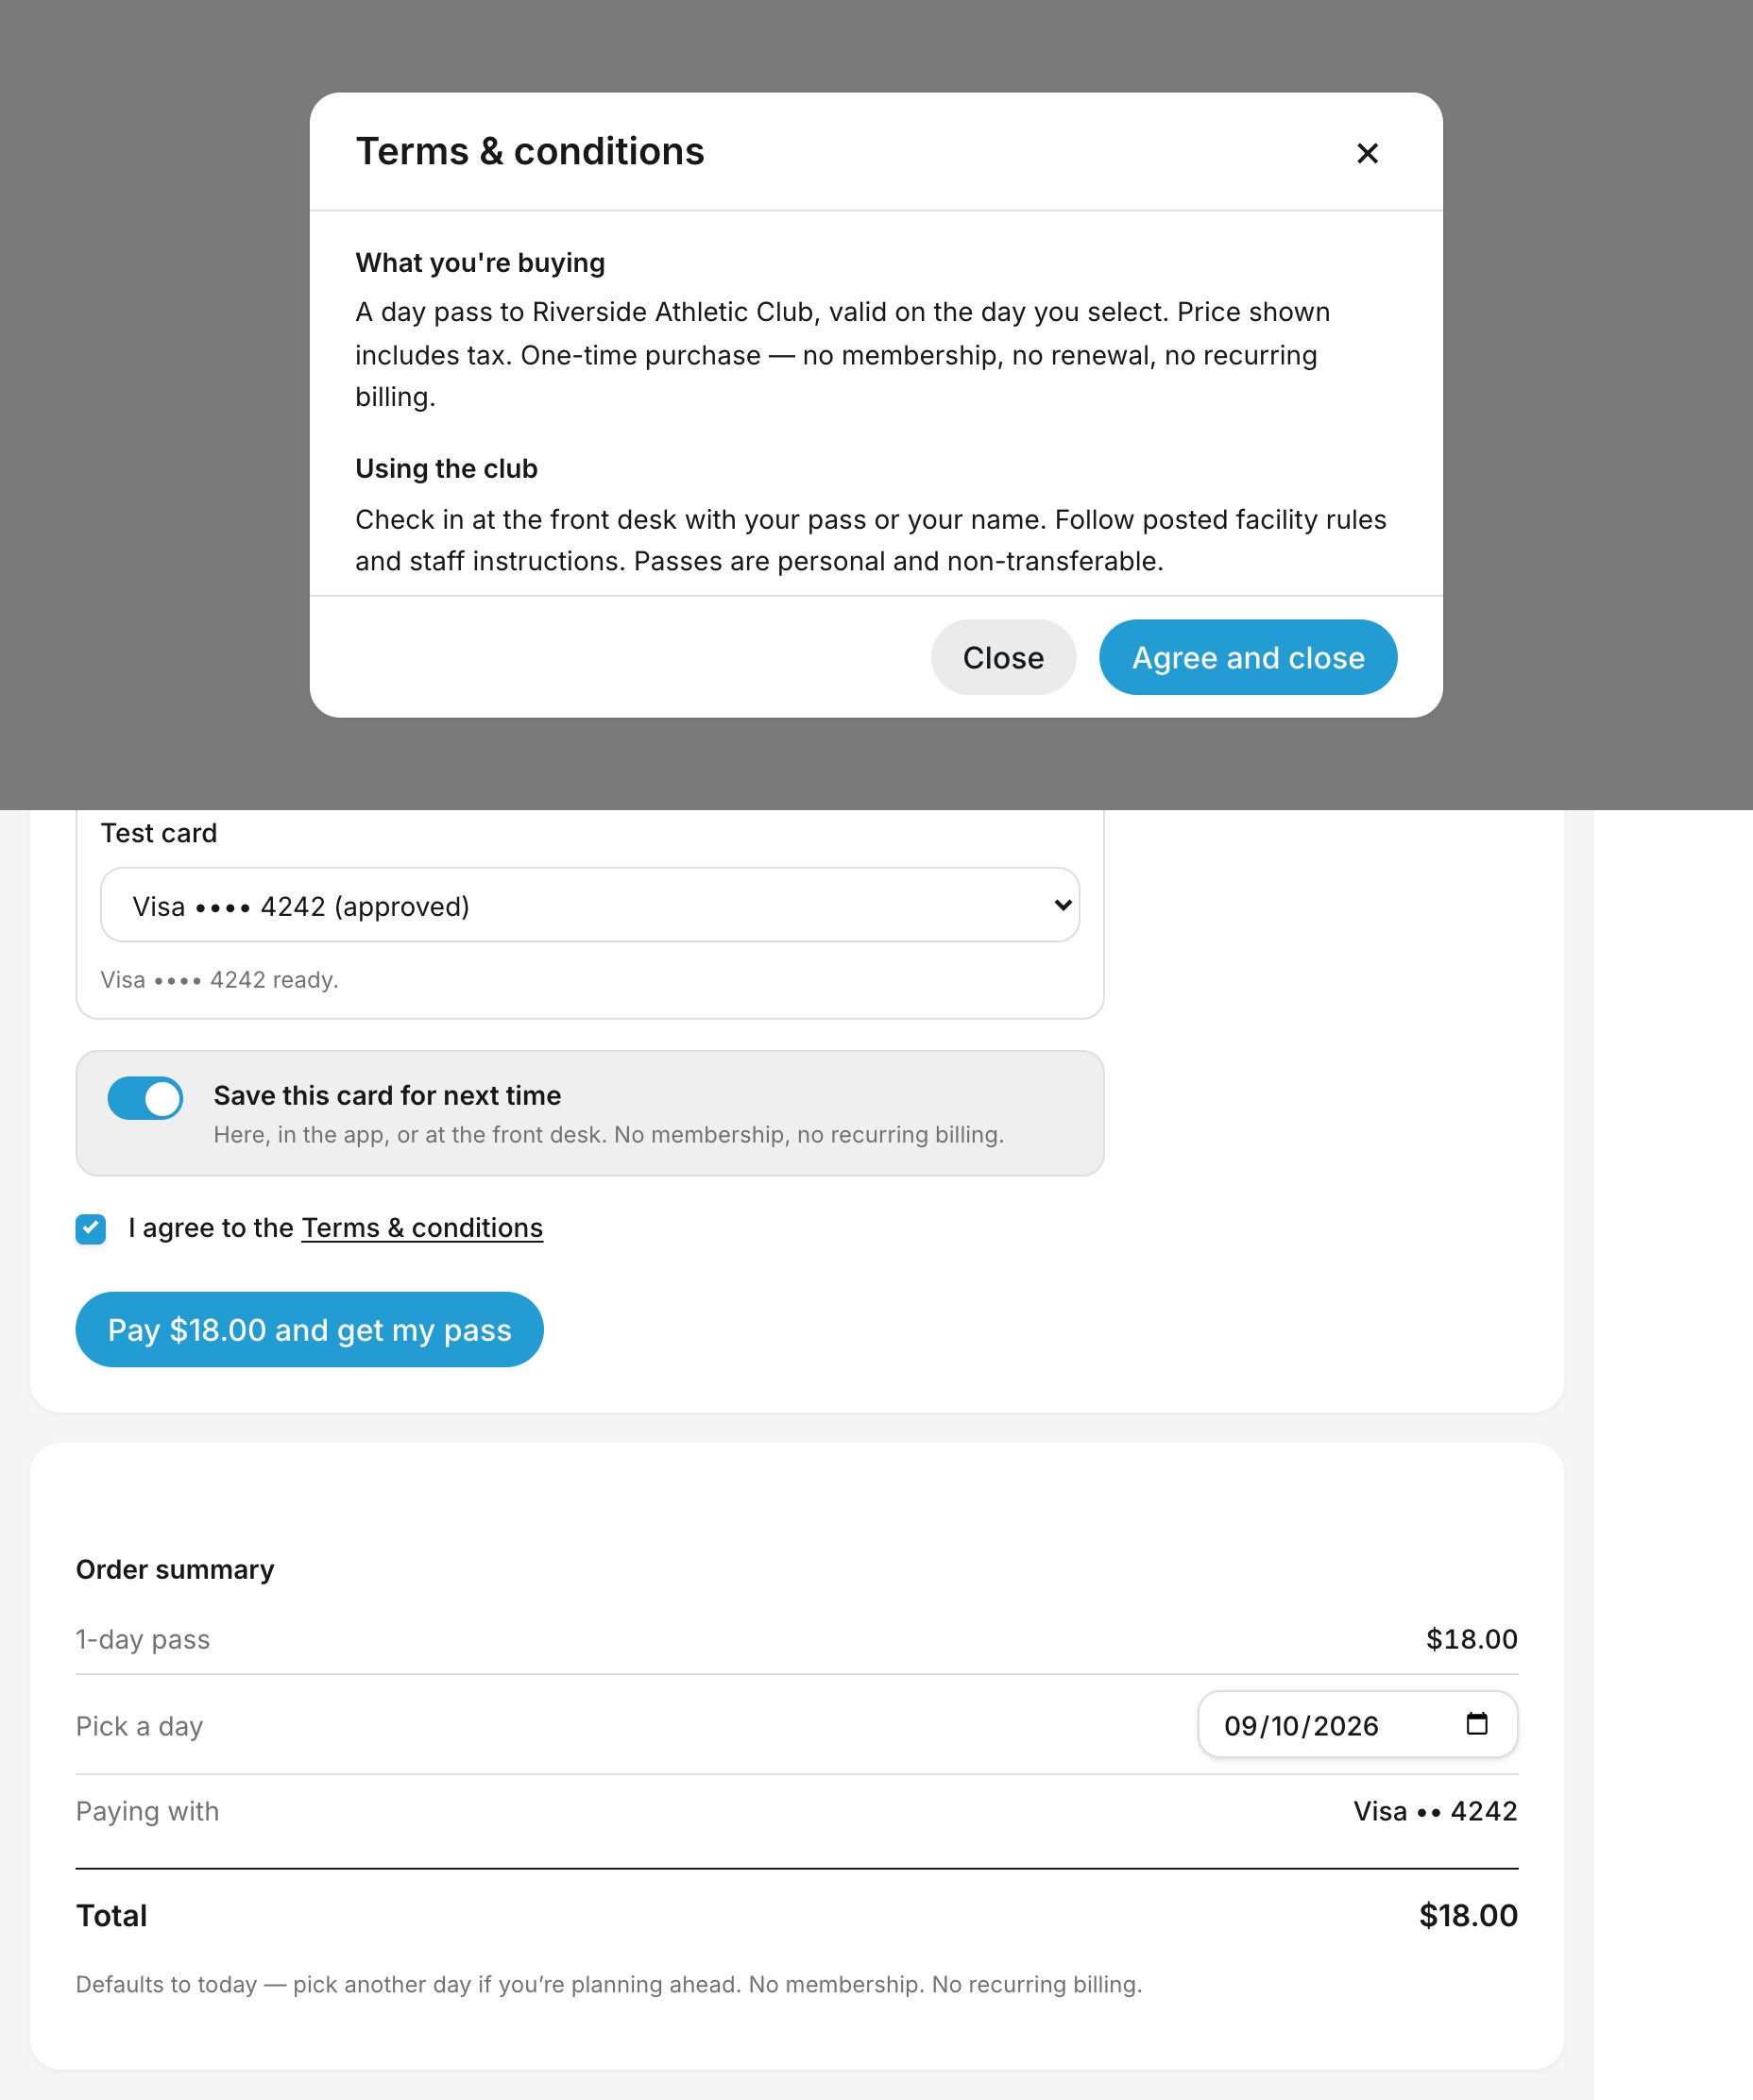 Terms & conditions
What you're buying
A day pass to Riverside Athletic Club, valid on the day you select. Price shown
includes tax. One-time purchase — no membership, no renewal, no recurring
billing.
Using the club
Check in at the front desk with your pass or your name. Follow posted facility rules
and staff instructions. Passes are personal and non-transferable.
Close
Agree and close
Test card
Visa •••• 4242 (approved)
Visa •••• 4242 ready.
Save this card for next time
Here, in the app, or at the front desk. No membership, no recurring billing.
I agree to the Terms & conditions
Pay $18.00 and get my pass
Order summary
1-day pass $18.00
Pick a day 09/10/2026
Paying with Visa •• 4242
Total $18.00
Defaults to today — pick another day if you’re planning ahead. No membership. No recurring billing.